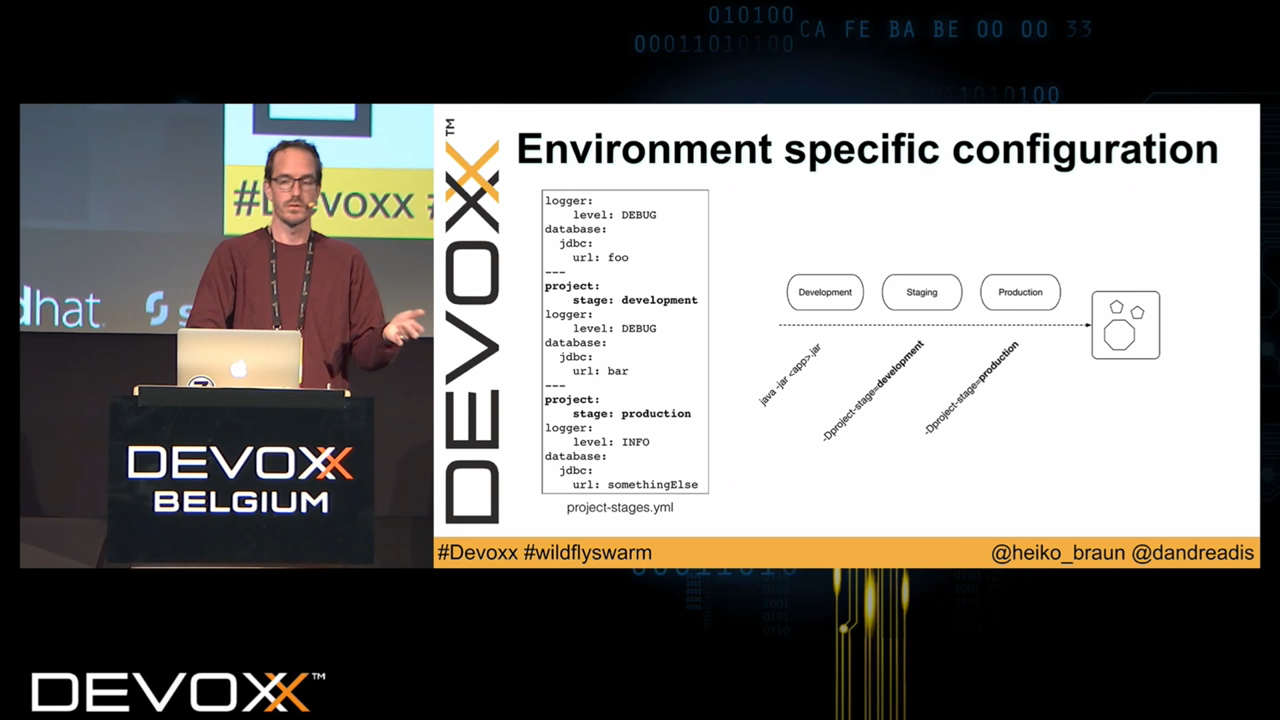 010100
00011010100
CA FE BA BE 00 00 33
11010100
#Devoxx #
dhat.
DEVOXX
BELGIUM
DEVOXX™
Environment specific configuration
logger:
level: DEBUG
database:
jdbc:
url: foo
---
project:
stage: development
logger:
level: DEBUG
database:
jdbc:
url: bar
---
project:
stage: production
logger:
level: INFO
database:
jdbc:
url: somethingElse
project-stages.yml
Development
Staging
Production
java -jar <app>.jar
-Dproject-stage=development
-Dproject-stage=production
#Devoxx #wildflyswarm
@heiko_braun @dandreadis
DEVOXX™